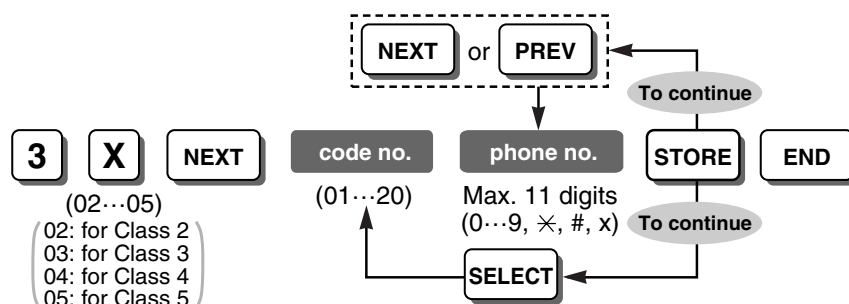 NEXT or PREV
To continue
3 X NEXT code no. phone no. STORE END
(02···05) (01···20) Max. 11 digits
(0···9, ✳, #, x)
To continue
02: for Class 2
03: for Class 3
04: for Class 4
05: for Class 5
SELECT